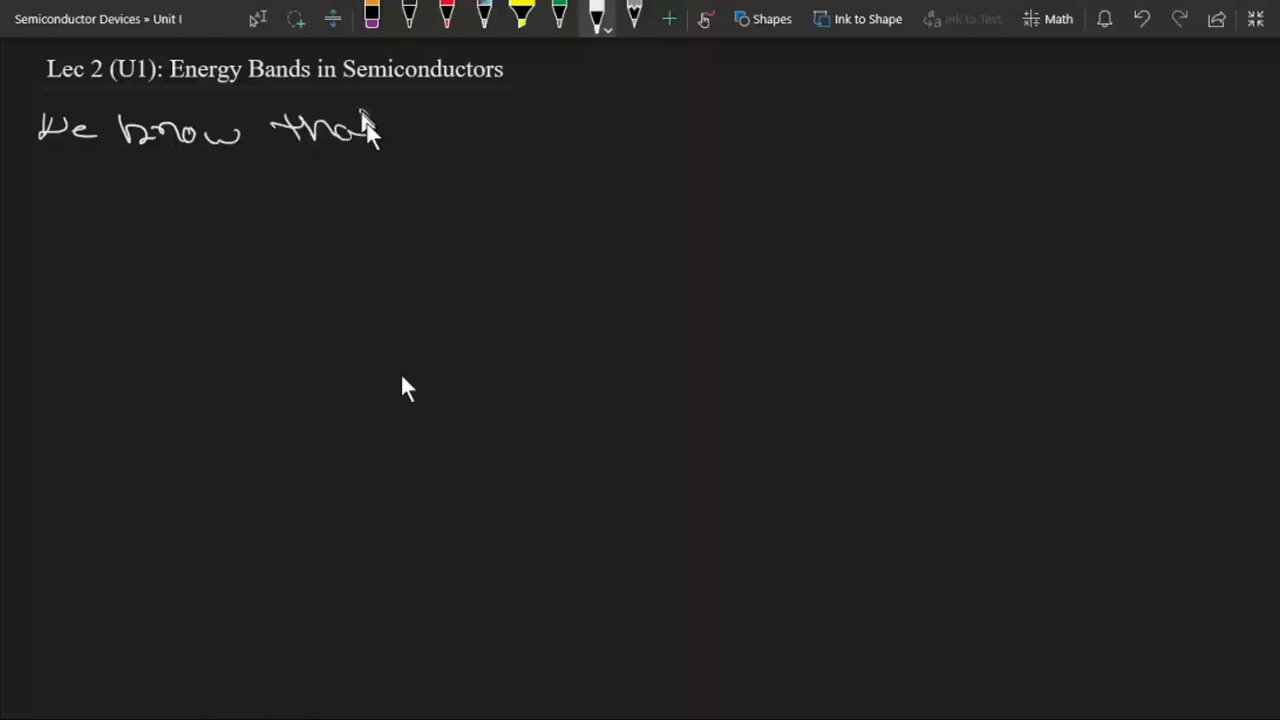 Semiconductor Devices » Unit I
Shapes
Ink to Shape
Ink to Text
Math
Lec 2 (U1): Energy Bands in Semiconductors
We know that